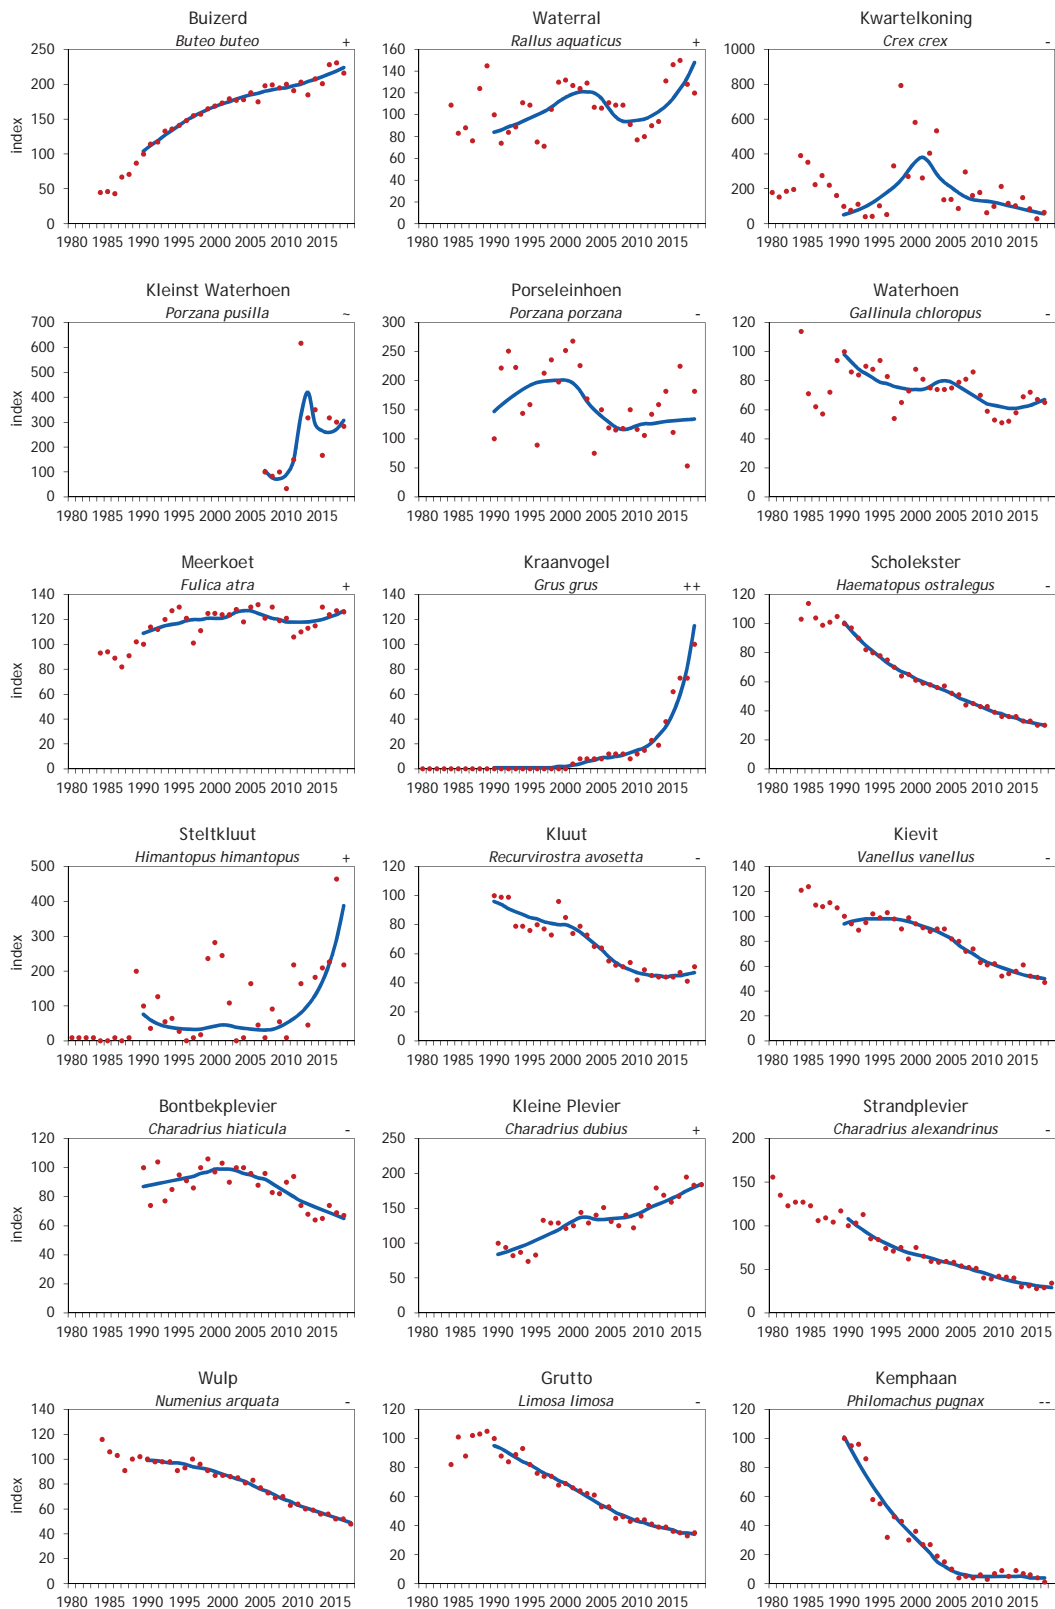 Buizerd
Buteo buteo +
index
250
200
150
100
50
0
1980 1985 1990 1995 2000 2005 2010 2015
Waterral
Rallus aquaticus +
160
140
120
100
80
60
40
20
0
1980 1985 1990 1995 2000 2005 2010 2015
Kwartelkoning
Crex crex -
1000
800
600
400
200
0
1980 1985 1990 1995 2000 2005 2010 2015
Kleinst Waterhoen
Porzana pusilla ~
index
700
600
500
400
300
200
100
0
1980 1985 1990 1995 2000 2005 2010 2015
Porseleinhoen
Porzana porzana -
300
250
200
150
100
50
0
1980 1985 1990 1995 2000 2005 2010 2015
Waterhoen
Gallinula chloropus -
120
100
80
60
40
20
0
1980 1985 1990 1995 2000 2005 2010 2015
Meerkoet
Fulica atra +
index
140
120
100
80
60
40
20
0
1980 1985 1990 1995 2000 2005 2010 2015
Kraanvogel
Grus grus ++
140
120
100
80
60
40
20
0
1980 1985 1990 1995 2000 2005 2010 2015
Scholekster
Haematopus ostralegus -
120
100
80
60
40
20
0
1980 1985 1990 1995 2000 2005 2010 2015
Steltkluut
Himantopus himantopus +
index
500
400
300
200
100
0
1980 1985 1990 1995 2000 2005 2010 2015
Kluut
Recurvirostra avosetta -
120
100
80
60
40
20
0
1980 1985 1990 1995 2000 2005 2010 2015
Kievit
Vanellus vanellus -
140
120
100
80
60
40
20
0
1980 1985 1990 1995 2000 2005 2010 2015
Bontbekplevier
Charadrius hiaticula -
index
120
100
80
60
40
20
0
1980 1985 1990 1995 2000 2005 2010 2015
Kleine Plevier
Charadrius dubius +
250
200
150
100
50
0
1980 1985 1990 1995 2000 2005 2010 2015
Strandplevier
Charadrius alexandrinus -
200
150
100
50
0
1980 1985 1990 1995 2000 2005 2010 2015
Wulp
Numenius arquata -
index
140
120
100
80
60
40
20
0
1980 1985 1990 1995 2000 2005 2010 2015
Grutto
Limosa limosa -
120
100
80
60
40
20
0
1980 1985 1990 1995 2000 2005 2010 2015
Kemphaan
Philomachus pugnax --
120
100
80
60
40
20
0
1980 1985 1990 1995 2000 2005 2010 2015